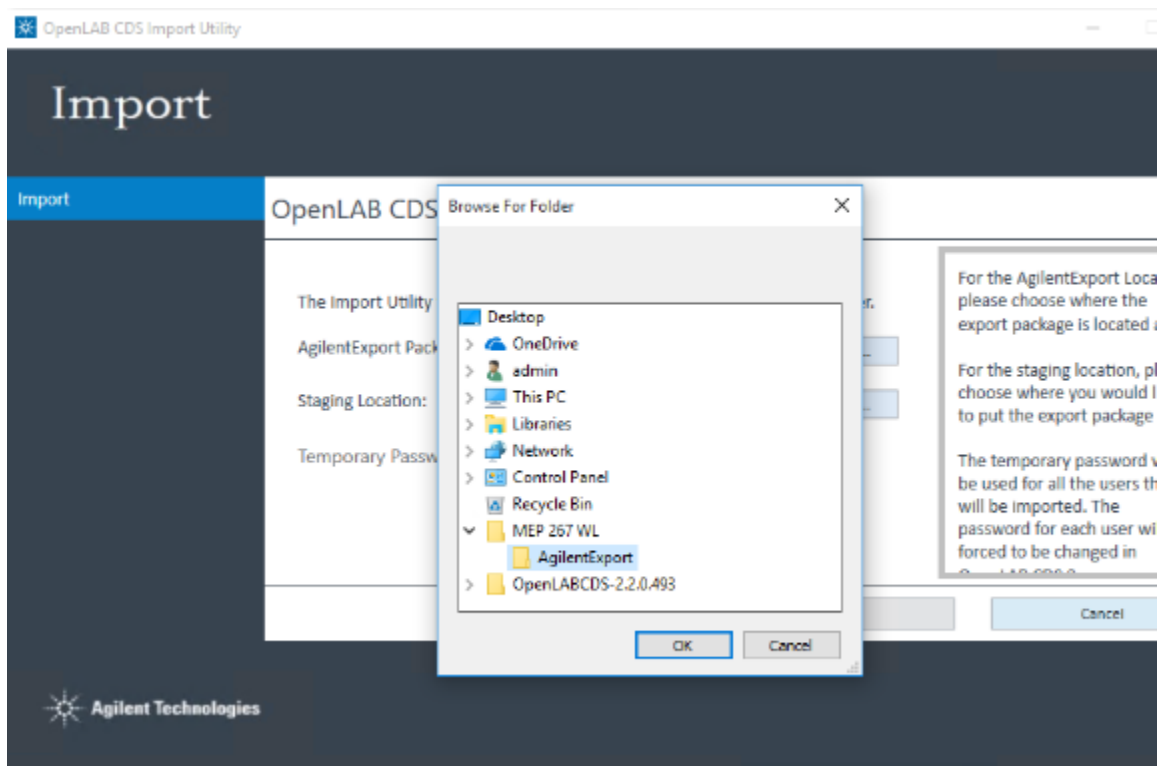 OpenLAB CDS Import Utility
Import
Import
OpenLAB CDS
Browse For Folder
The Import Utility
r.
AgilentExport Pack
Staging Location:
Temporary Passw
Desktop
OneDrive
admin
This PC
Libraries
Network
Control Panel
Recycle Bin
MEP 267 WL
AgilentExport
OpenLABCDS-2.2.0.493
OK
Cancel
For the AgilentExport Loca
please choose where the
export package is located a
For the staging location, pl
choose where you would l
to put the export package
The temporary password v
be used for all the users th
will be imported. The
password for each user wi
forced to be changed in
Cancel
Agilent Technologies